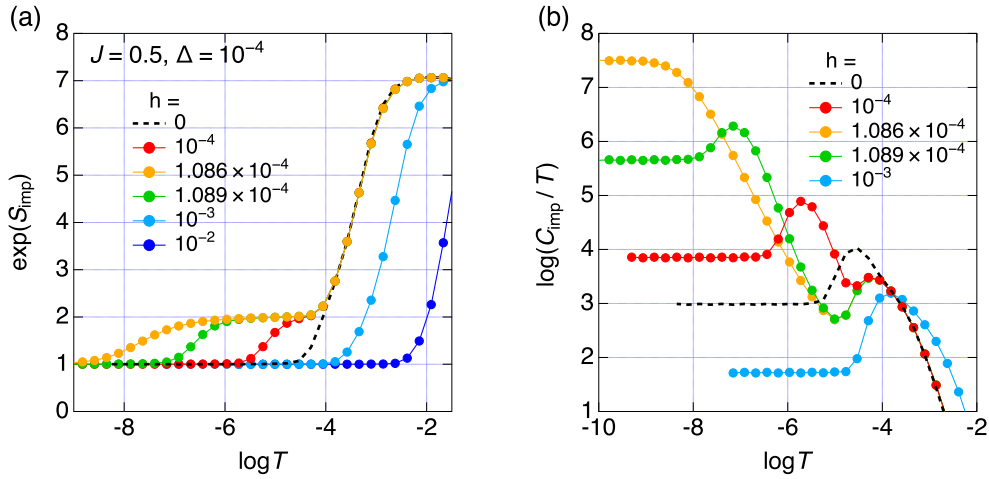 (a)
8
7
6
5
4
3
2
1
0
exp(S_imp)
J = 0.5, Δ = 10⁻⁴
h =
0
10⁻⁴
1.086 × 10⁻⁴
1.089 × 10⁻⁴
10⁻³
10⁻²
-8
-6
-4
-2
log T
(b)
8
7
6
5
4
3
2
1
log(C_imp / T)
h =
0
10⁻⁴
1.086 × 10⁻⁴
1.089 × 10⁻⁴
10⁻³
-10
-8
-6
-4
-2
log T